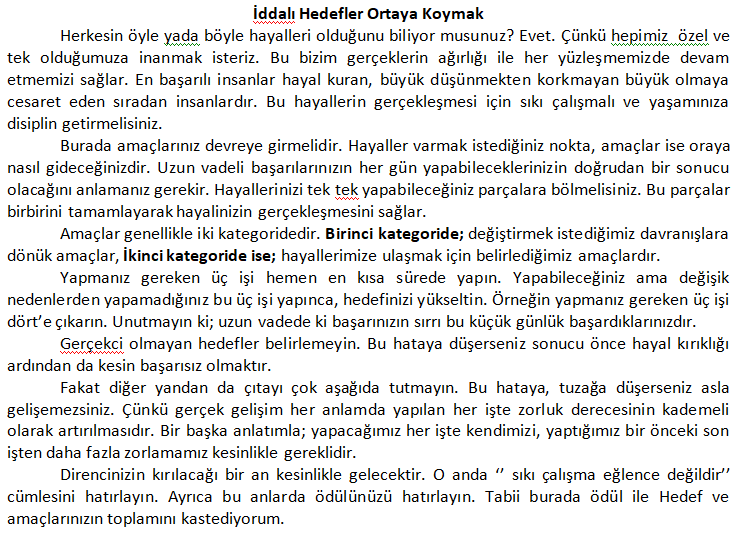 İddalı Hedefler Ortaya Koymak
Herkesin öyle yada böyle hayalleri olduğunu biliyor musunuz? Evet. Çünkü hepimiz özel ve
tek olduğumuza inanmak isteriz. Bu bizim gerçeklerin ağırlığı ile her yüzleşmemizde devam
etmemizi sağlar. En başarılı insanlar hayal kuran, büyük düşünmekten korkmayan büyük olmaya
cesaret eden sıradan insanlardır. Bu hayallerin gerçekleşmesi için sıkı çalışmalı ve yaşamınıza
disiplin getirmelisiniz.
Burada amaçlarınız devreye girmelidir. Hayaller varmak istediğiniz nokta, amaçlar ise oraya
nasıl gideceğinizdir. Uzun vadeli başarılarınızın her gün yapabileceklerinizin doğrudan bir sonucu
olacağını anlamanız gerekir. Hayallerinizi tek tek yapabileceğiniz parçalara bölmelisiniz. Bu parçalar
birbirini tamamlayarak hayalinizin gerçekleşmesini sağlar.
Amaçlar genellikle iki kategoridedir. Birinci kategoride; değiştirmek istediğimiz davranışlara
dönük amaçlar, İkinci kategoride ise; hayallerimize ulaşmak için belirlediğimiz amaçlardır.
Yapmanız gereken üç işi hemen en kısa sürede yapın. Yapabileceğiniz ama değişik
nedenlerden yapamadığınız bu üç işi yapınca, hedefinizi yükseltin. Örneğin yapmanız gereken üç işi
dört’e çıkarın. Unutmayın ki; uzun vadede ki başarınızın sırrı bu küçük günlük başardıklarınızdır.
Gerçekci olmayan hedefler belirlemeyin. Bu hataya düşerseniz sonucu önce hayal kırıklığı
ardından da kesin başarısız olmaktır.
Fakat diğer yandan da çıtayı çok aşağıda tutmayın. Bu hataya, tuzağa düşerseniz asla
gelişemezsiniz. Çünkü gerçek gelişim her anlamda yapılan her işte zorluk derecesinin kademeli
olarak artırılmasıdır. Bir başka anlatımla; yapacağımız her işte kendimizi, yaptığımız bir önceki son
işten daha fazla zorlamamız kesinlikle gereklidir.
Direncinizin kırılacağı bir an kesinlikle gelecektir. O anda ‘’ sıkı çalışma eğlence değildir’’
cümlesini hatırlayın. Ayrıca bu anlarda ödülünüzü hatırlayın. Tabii burada ödül ile Hedef ve
amaçlarınızın toplamını kastediyorum.